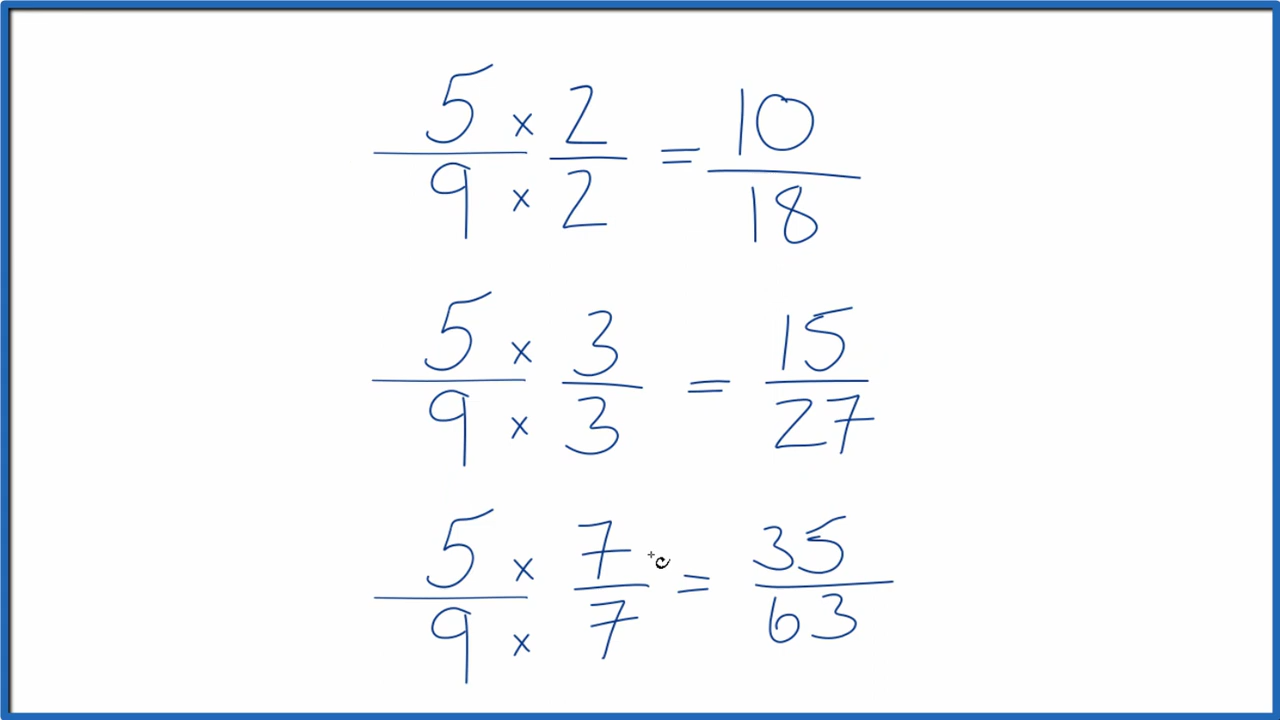 5 × 2 = 10
9 × 2 18
5 × 3 = 15
9 × 3 27
5 × 7 = 35
9 × 7 63